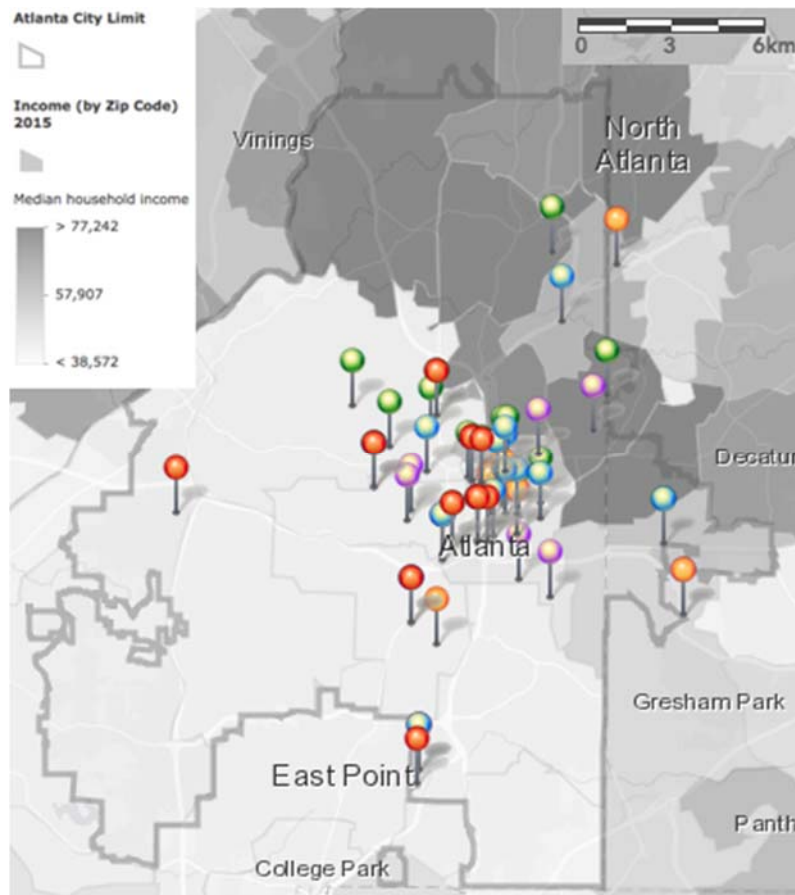 Atlanta City Limit
Income (by Zip Code)
2015
Median household income
> 77,242
57,907
< 38,572
0 3 6km
Vinings
North
Atlanta
Decatur
Atlanta
Gresham Park
East Point
Panth
College Park